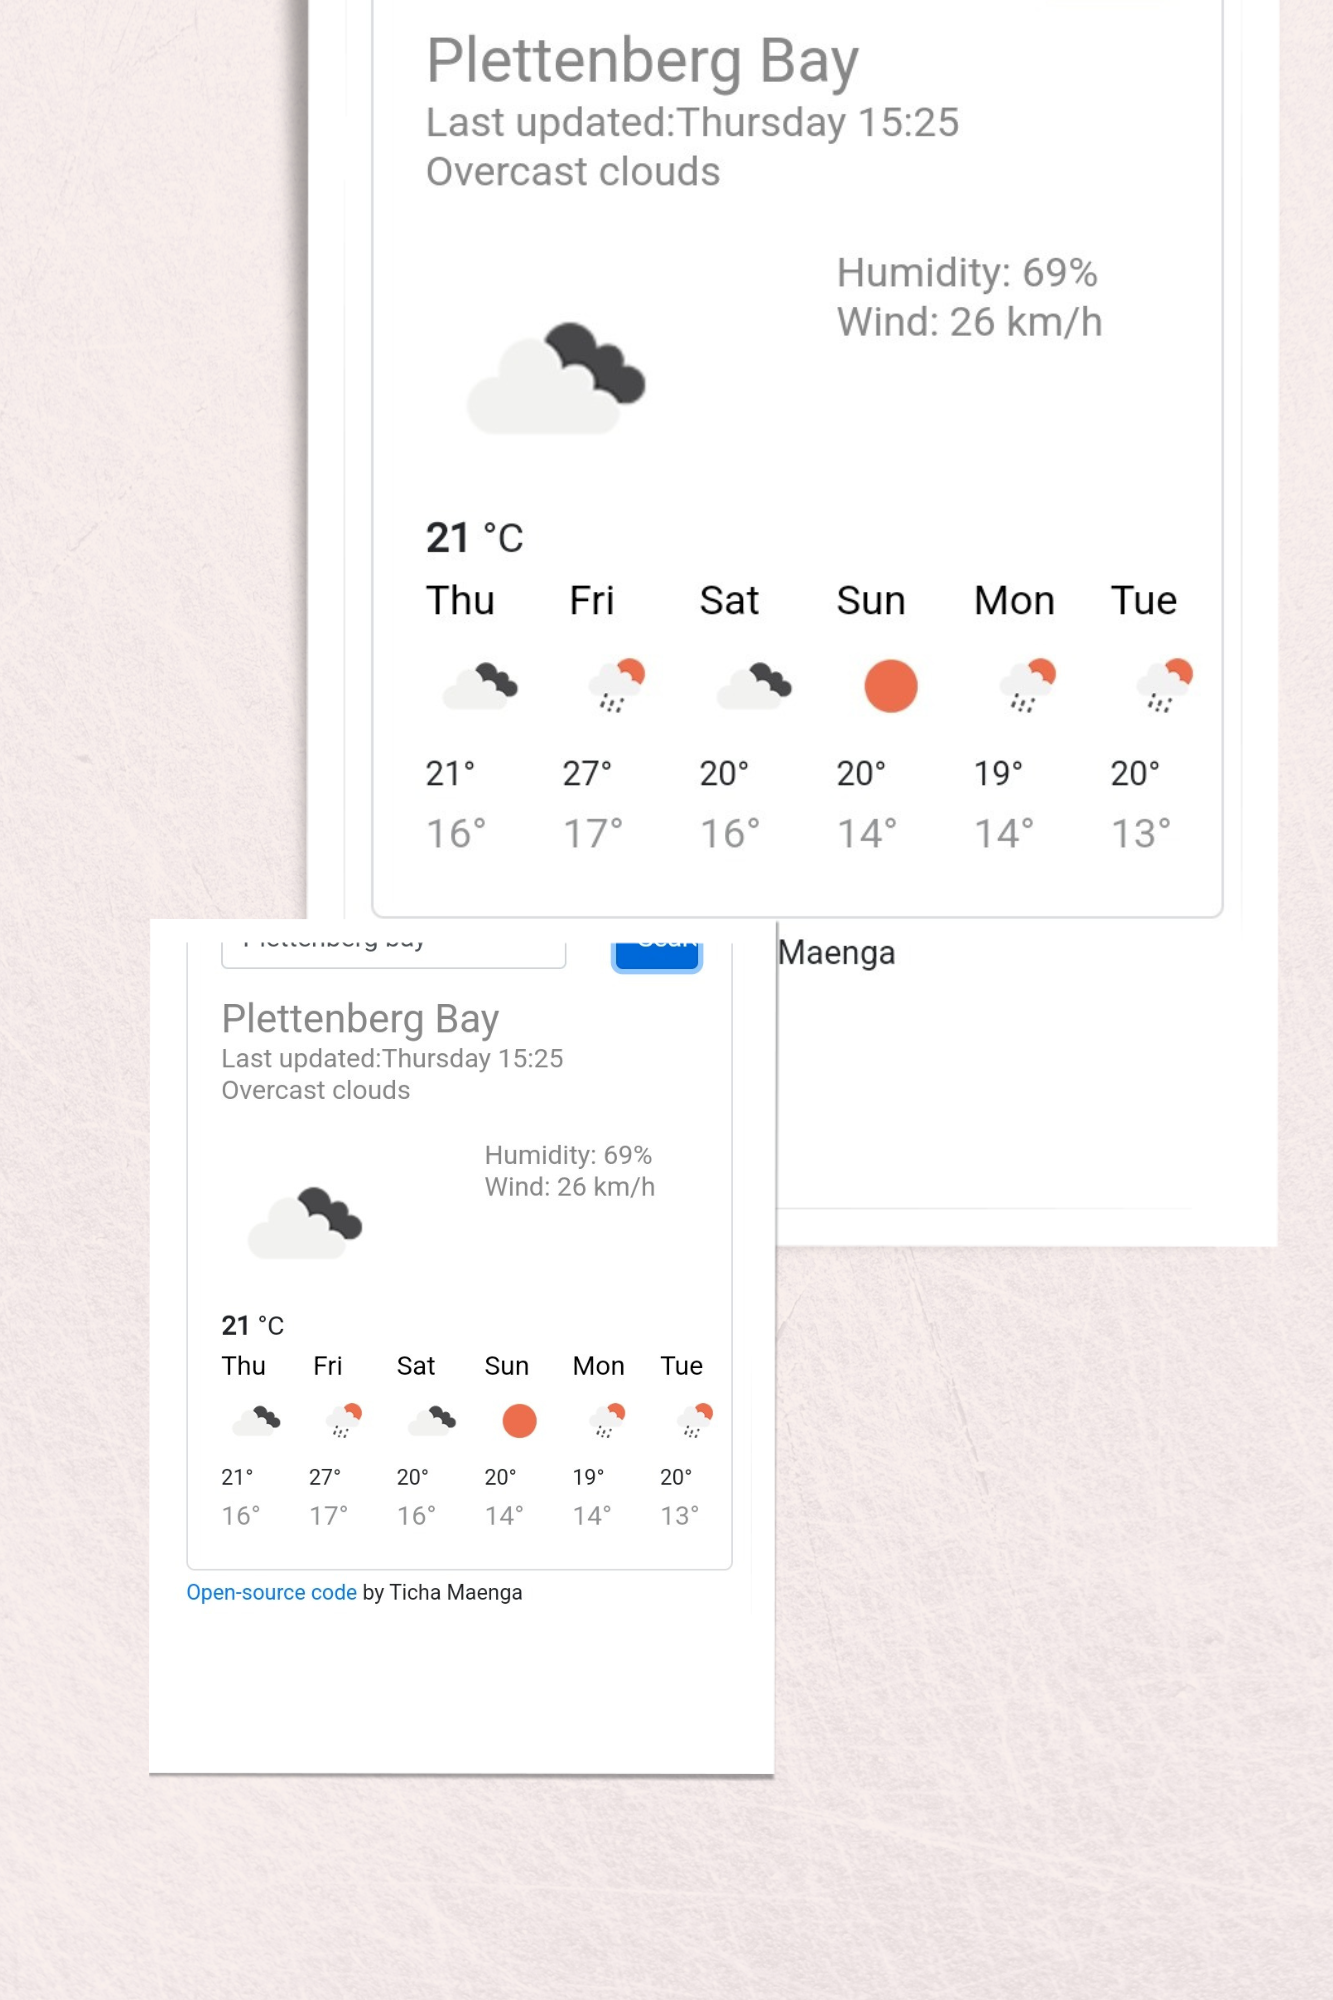 Plettenberg Bay
Last updated:Thursday 15:25
Overcast clouds
Humidity: 69%
Wind: 26 km/h
21 °C
Thu Fri Sat Sun Mon Tue
21° 27° 20° 20° 19° 20°
16° 17° 16° 14° 14° 13°
Maenga
Plettenberg bay
Plettenberg Bay
Last updated:Thursday 15:25
Overcast clouds
Humidity: 69%
Wind: 26 km/h
21 °C
Thu Fri Sat Sun Mon Tue
21° 27° 20° 20° 19° 20°
16° 17° 16° 14° 14° 13°
Open-source code by Ticha Maenga